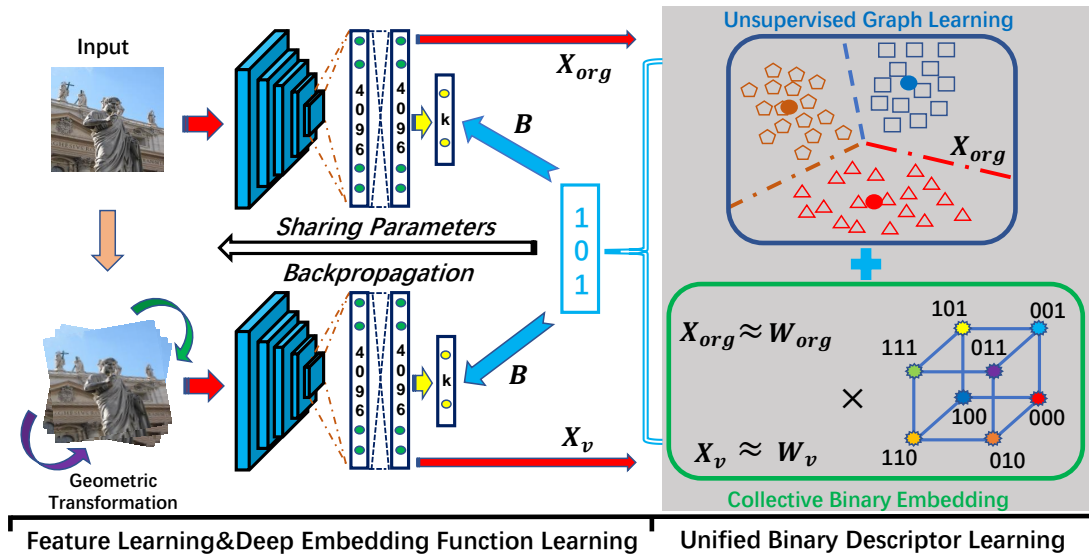 Input
4096
4096
k
X_org
B
1
0
1
Sharing Parameters
Backpropagation
Geometric
Transformation
4096
4096
k
B
X_v
Unsupervised Graph Learning
X_org
X_org ≈ W_org
X_v ≈ W_v
×
101
001
111
011
100
000
110
010
Collective Binary Embedding
Feature Learning&Deep Embedding Function Learning
Unified Binary Descriptor Learning